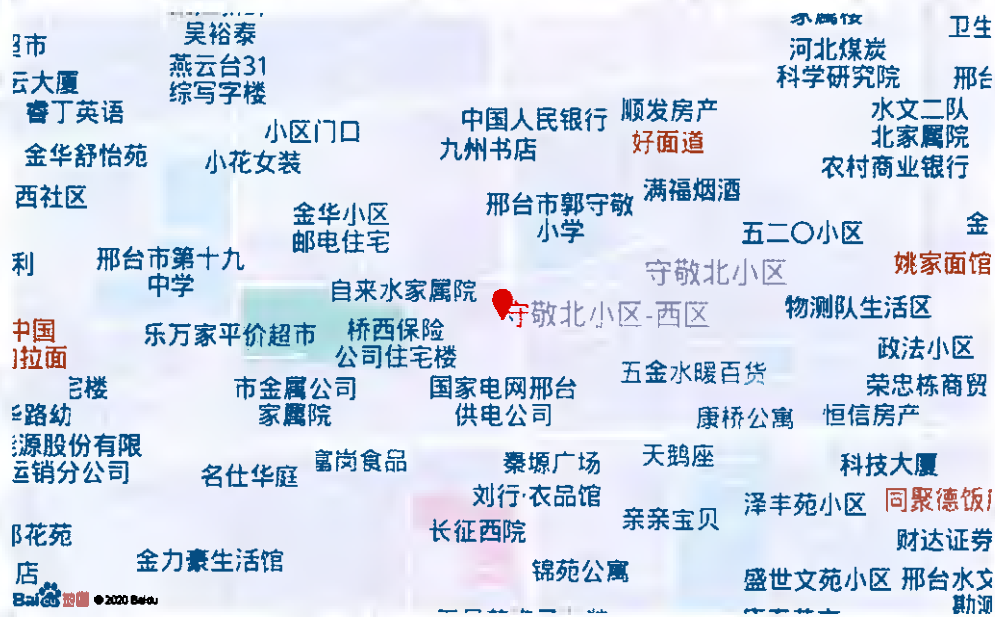 吴裕泰
超市
卫生
河北煤炭
科学研究院
燕云台31
综写字楼
云大厦
邢台
睿丁英语
小区门口
中国人民银行
顺发房产
水文二队
北家属院
金华舒怡苑
小花女装
九州书店
好面道
农村商业银行
西社区
金华小区
邮电住宅
邢台市郭守敬
小学
满福烟酒
五二〇小区
金
利
邢台市第十九
中学
守敬北小区
姚家面馆
自来水家属院
守敬北小区-西区
物测队生活区
中国
拉面
乐万家平价超市
桥西保险
公司住宅楼
政法小区
宅楼
市金属公司
家属院
国家电网邢台
供电公司
五金水暖百货
荣忠栋商贸
路幼
康桥公寓
恒信房产
源股份有限
运销分公司
名仕华庭
富岗食品
秦塬广场
天鹅座
科技大厦
刘行·衣品馆
泽丰苑小区
同聚德饭
长征西院
亲亲宝贝
花苑
财达证券
店
金力豪生活馆
锦苑公寓
盛世文苑小区
邢台水文
勘测
Bai du 地图 © 2020 Baidu